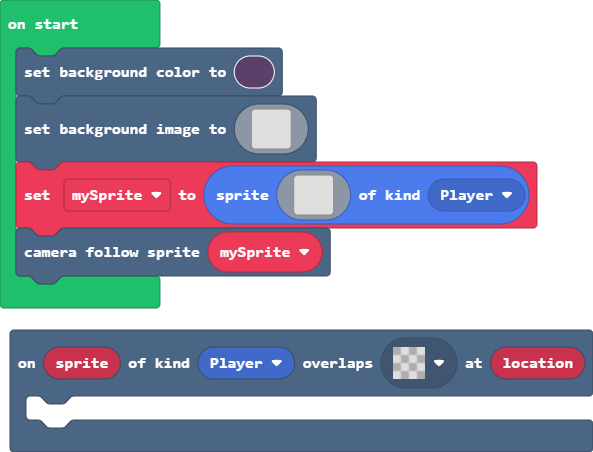 on start
set background color to
set background image to
set mySprite to sprite of kind Player
camera follow sprite mySprite
on sprite of kind Player overlaps at location